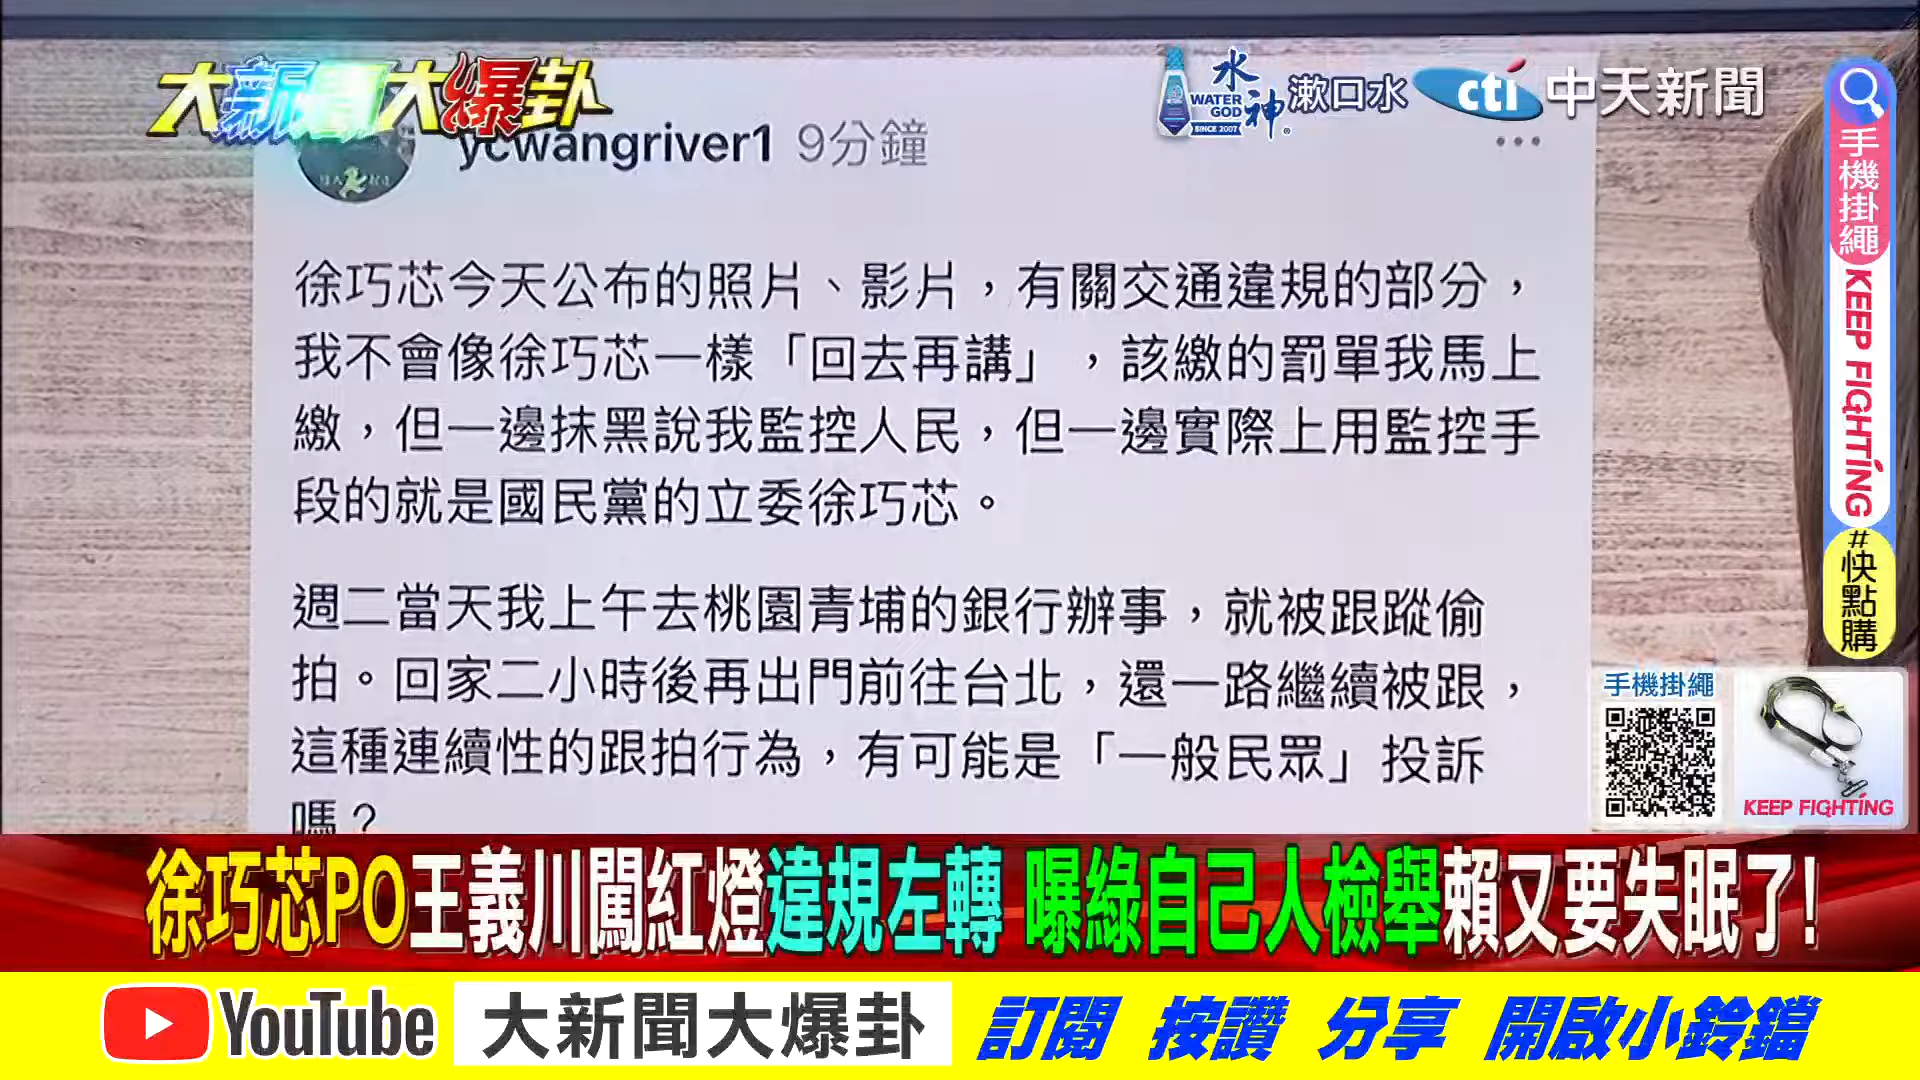 大新聞大爆卦
水神
WATER GOD
SINCE 2007
漱口水
cti 中天新聞
ycwangriver1 9分鐘
徐巧芯今天公布的照片、影片，有關交通違規的部分，
我不會像徐巧芯一樣「回去再講」，該繳的罰單我馬上
繳，但一邊抹黑說我監控人民，但一邊實際上用監控手
段的就是國民黨的立委徐巧芯。
週二當天我上午去桃園青埔的銀行辦事，就被跟蹤偷
拍。回家二小時後再出門前往台北，還一路繼續被跟，
這種連續性的跟拍行為，有可能是「一般民眾」投訴
嗎？
手機掛繩
KEEP FIGHTING
#快點購
手機掛繩
KEEP FIGHTING
徐巧芯PO王義川闖紅燈違規左轉 曝綠自己人檢舉賴又要失眠了!
YouTube 大新聞大爆卦 訂閱 按讚 分享 開啟小鈴鐺